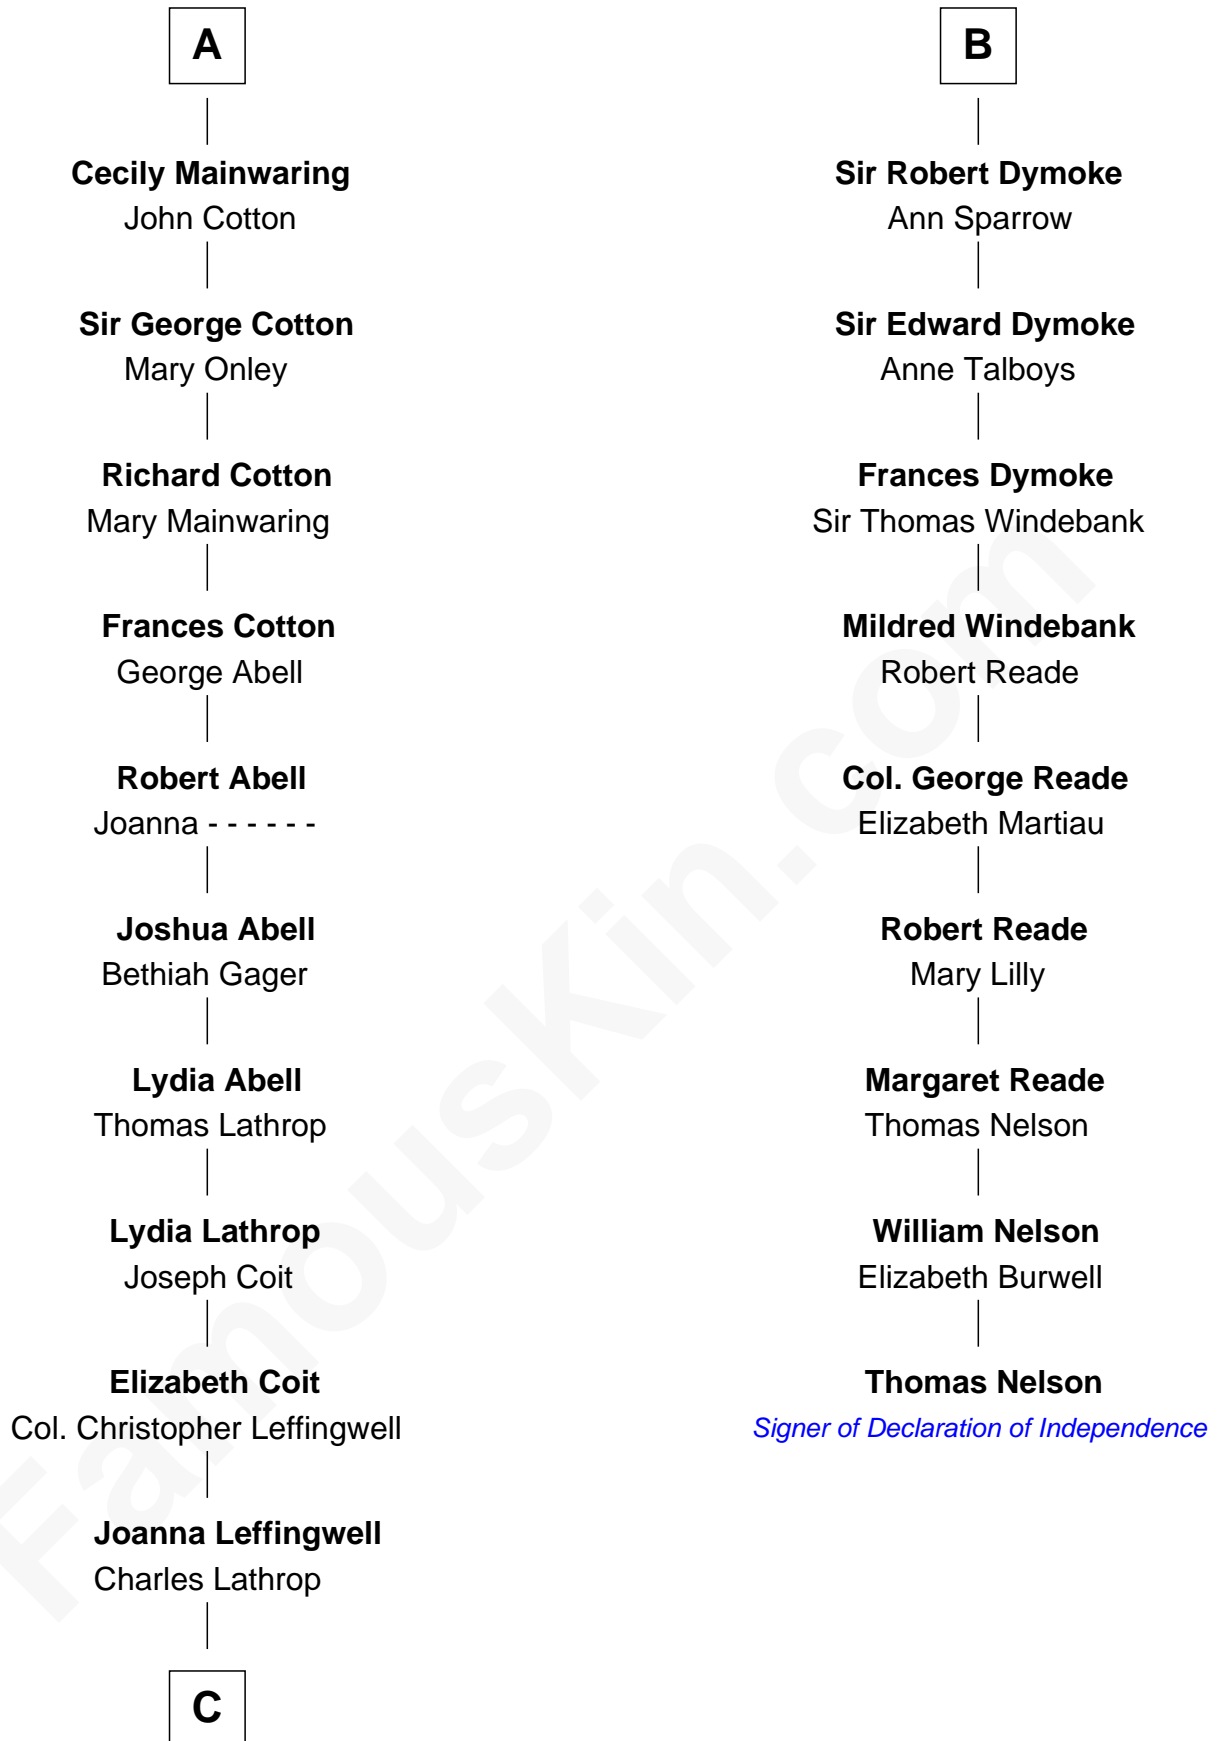 A
Cecily Mainwaring
John Cotton
Sir George Cotton
Mary Onley
Richard Cotton
Mary Mainwaring
Frances Cotton
George Abell
Robert Abell
Joanna - - - - - -
Joshua Abell
Bethiah Gager
Lydia Abell
Thomas Lathrop
Lydia Lathrop
Joseph Coit
Elizabeth Coit
Col. Christopher Leffingwell
Joanna Leffingwell
Charles Lathrop
C
B
Sir Robert Dymoke
Ann Sparrow
Sir Edward Dymoke
Anne Talboys
Frances Dymoke
Sir Thomas Windebank
Mildred Windebank
Robert Reade
Col. George Reade
Elizabeth Martiau
Robert Reade
Mary Lilly
Margaret Reade
Thomas Nelson
William Nelson
Elizabeth Burwell
Thomas Nelson
Signer of Declaration of Independence
FamousKin.com